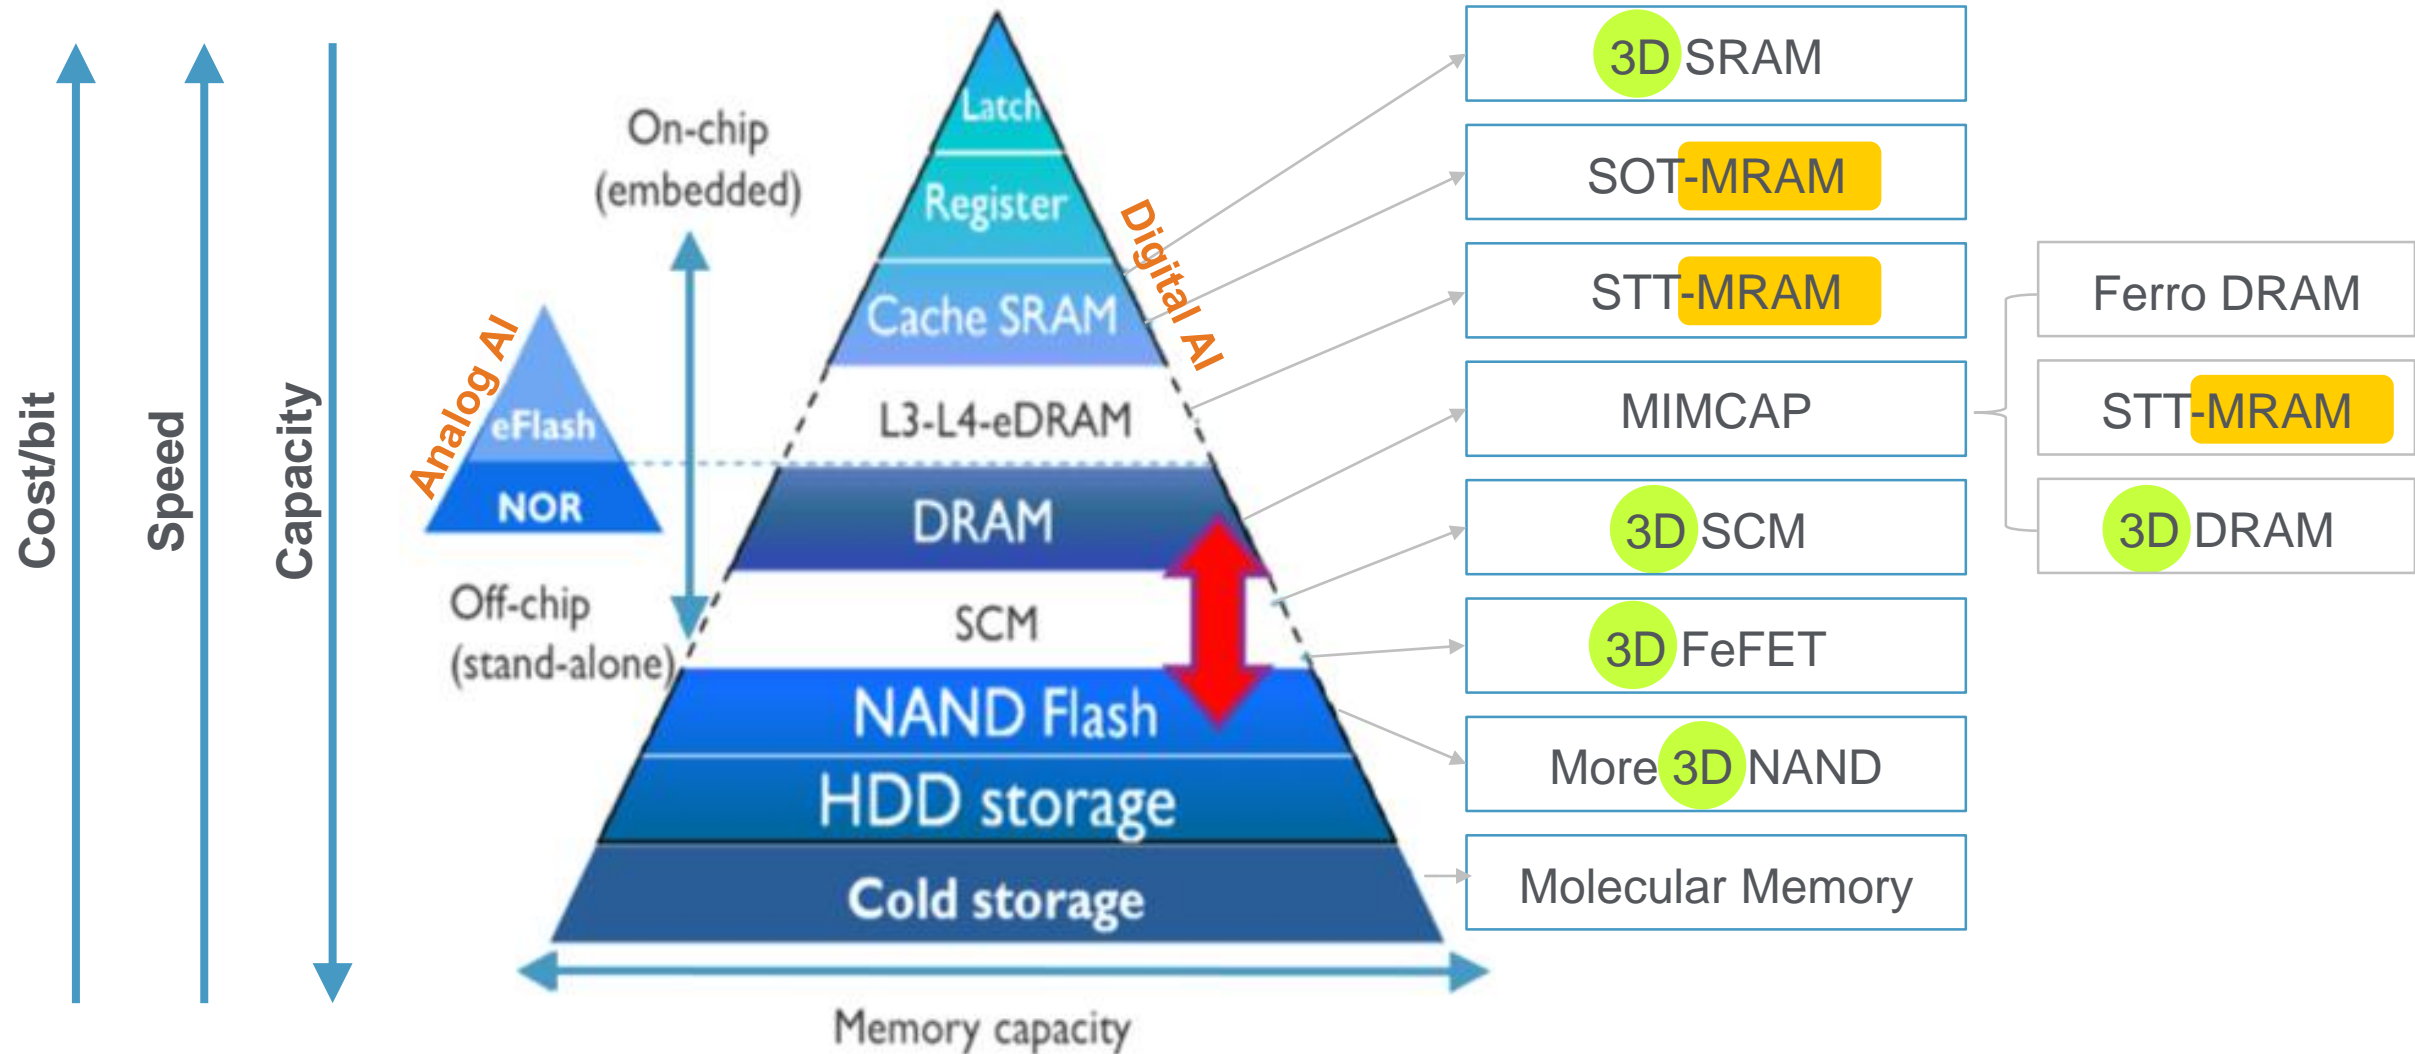 Cost/bit
Speed
Capacity
On-chip
(embedded)
Analog AI
eFlash
NOR
Off-chip
(stand-alone)
Latch
Register
Cache SRAM
L3-L4-eDRAM
DRAM
SCM
NAND Flash
HDD storage
Cold storage
Memory capacity
Digital AI
3D SRAM
SOT-MRAM
STT-MRAM
MIMCAP
3D SCM
3D FeFET
More 3D NAND
Molecular Memory
Ferro DRAM
STT-MRAM
3D DRAM